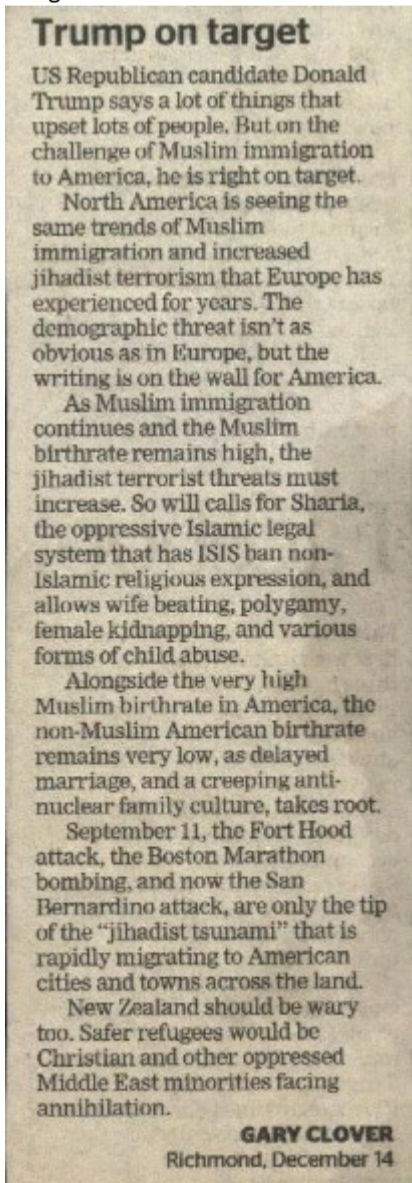 Trump on target
US Republican candidate Donald
Trump says a lot of things that
upset lots of people. But on the
challenge of Muslim immigration
to America, he is right on target.
North America is seeing the
same trends of Muslim
immigration and increased
jihadist terrorism that Europe has
experienced for years. The
demographic threat isn't as
obvious as in Europe, but the
writing is on the wall for America.
As Muslim immigration
continues and the Muslim
birthrate remains high, the
jihadist terrorist threats must
increase. So will calls for Sharia,
the oppressive Islamic legal
system that has ISIS ban non-
Islamic religious expression, and
allows wife beating, polygamy,
female kidnapping, and various
forms of child abuse.
Alongside the very high
Muslim birthrate in America, the
non-Muslim American birthrate
remains very low, as delayed
marriage, and a creeping anti-
nuclear family culture, takes root.
September 11, the Fort Hood
attack, the Boston Marathon
bombing, and now the San
Bernardino attack, are only the tip
of the “jihadist tsunami” that is
rapidly migrating to American
cities and towns across the land.
New Zealand should be wary
too. Safer refugees would be
Christian and other oppressed
Middle East minorities facing
annihilation.
GARY CLOVER
Richmond, December 14